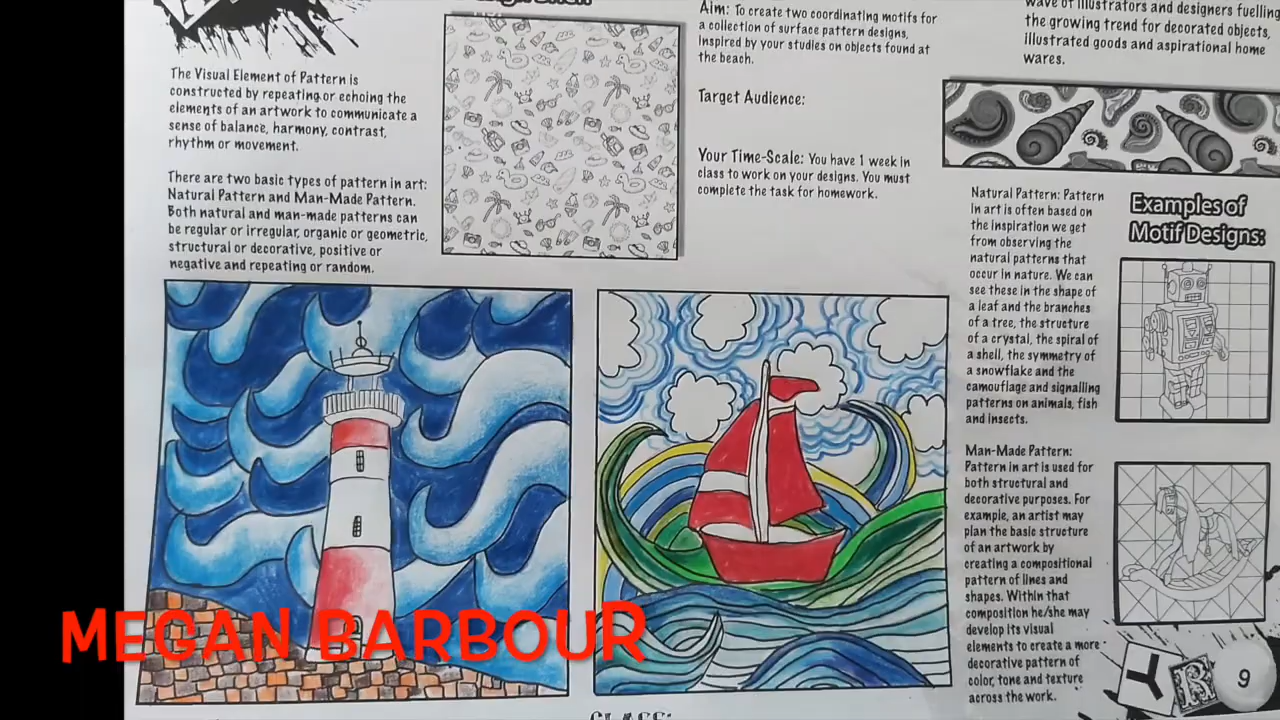 The Visual Element of Pattern is
constructed by repeating or echoing the
elements of an artwork to communicate a
sense of balance, harmony, contrast,
rhythm or movement.
There are two basic types of pattern in art:
Natural Pattern and Man-Made Pattern.
Both natural and man-made patterns can
be regular or irregular, organic or geometric,
structural or decorative, positive or
negative and repeating or random.
Aim: To create two coordinating motifs for
a collection of surface pattern designs,
inspired by your studies on objects found at
the beach.
Target Audience:
Your Time-Scale: You have 1 week in
class to work on your designs. You must
complete the task for homework.
wave of illustrators and designers fuelling
the growing trend for decorated objects,
illustrated goods and aspirational home
wares.
Natural Pattern: Pattern
in art is often based on
the inspiration we get
from observing the
natural patterns that
occur in nature. We can
see these in the shape of
a leaf and the branches
of a tree, the structure
of a crystal, the spiral of
a shell, the symmetry of
a snowflake and the
camouflage and signalling
patterns on animals, fish
and insects.
Man-Made Pattern:
Pattern in art is used for
both structural and
decorative purposes. For
example, an artist may
plan the basic structure
of an artwork by
creating a compositional
pattern of lines and
shapes. Within that
composition he/she may
develop its visual
elements to create a more
decorative pattern of
color, tone and texture
across the work.
Examples of
Motif Designs:
R
9
MEGAN BARBOUR
CLASS: